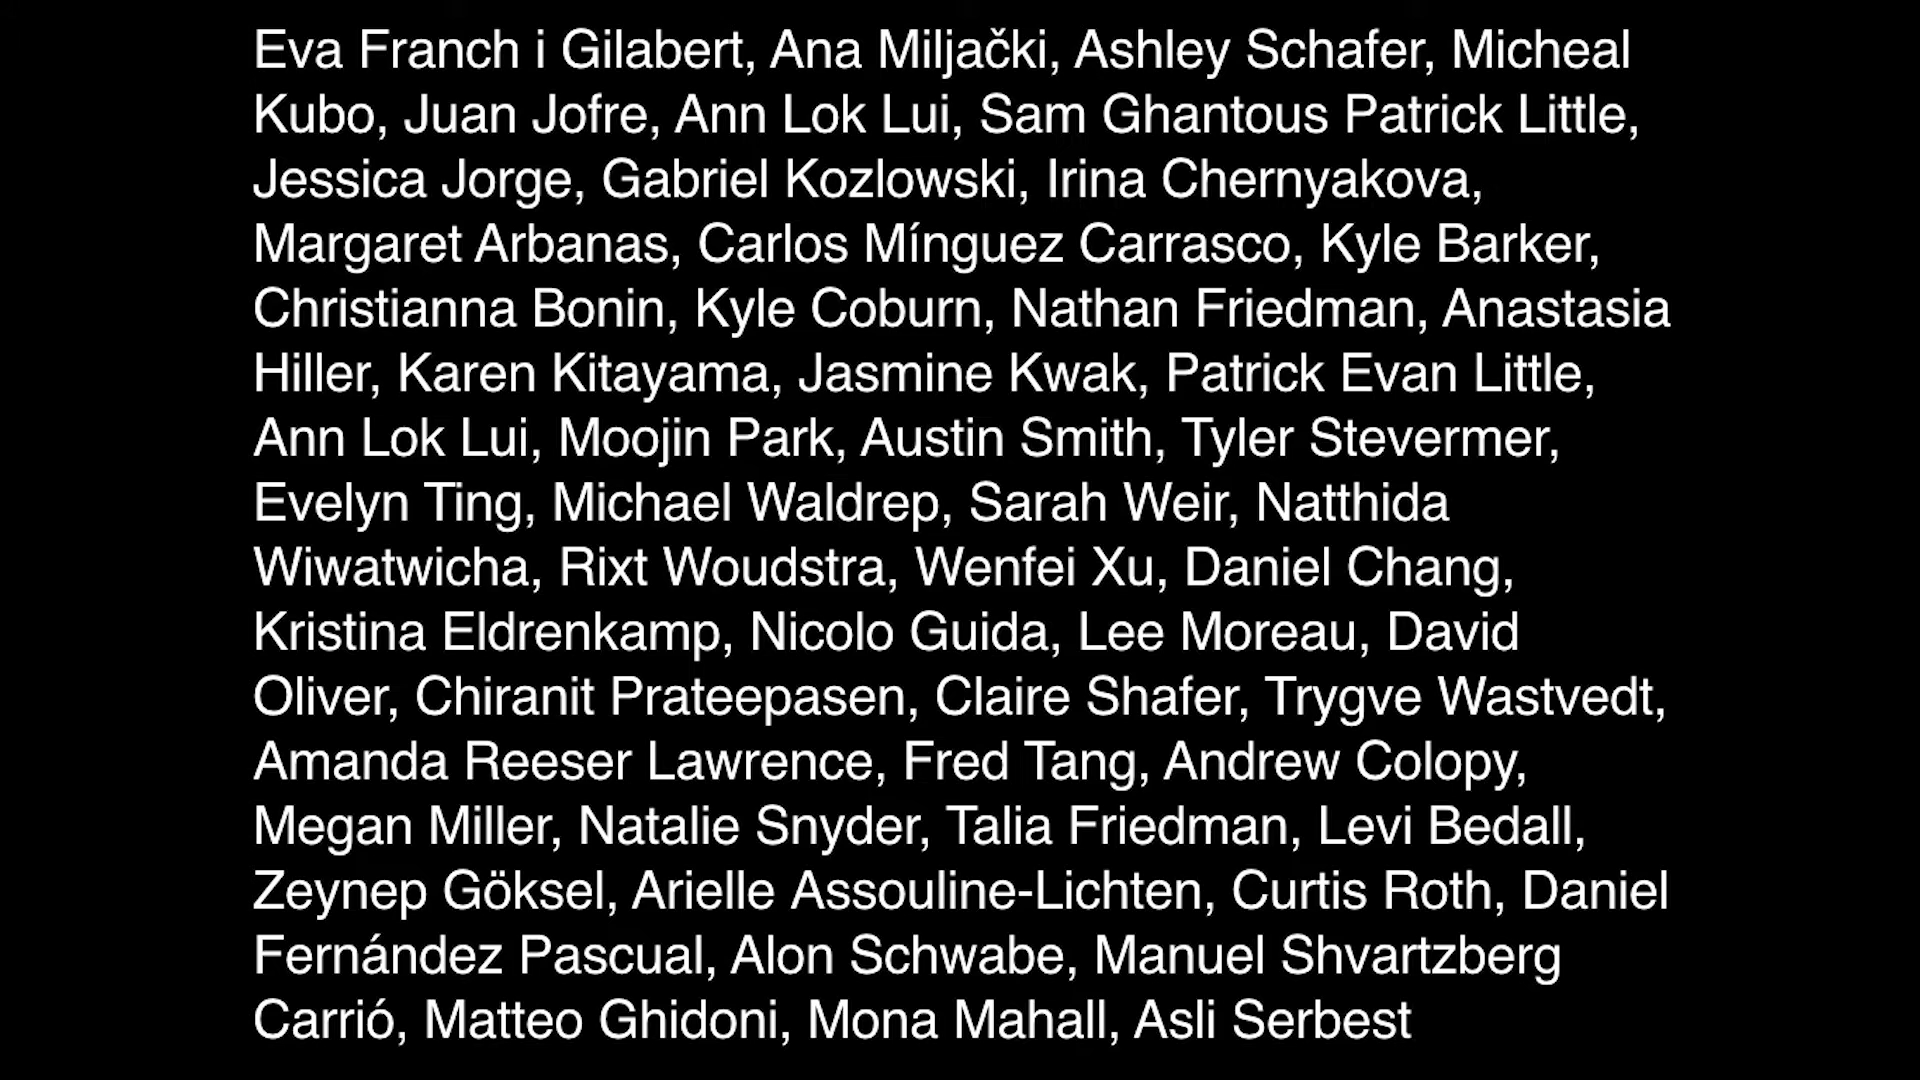 Eva Franch i Gilabert, Ana Miljački, Ashley Schafer, Micheal
Kubo, Juan Jofre, Ann Lok Lui, Sam Ghantous Patrick Little,
Jessica Jorge, Gabriel Kozlowski, Irina Chernyakova,
Margaret Arbanas, Carlos Mínguez Carrasco, Kyle Barker,
Christianna Bonin, Kyle Coburn, Nathan Friedman, Anastasia
Hiller, Karen Kitayama, Jasmine Kwak, Patrick Evan Little,
Ann Lok Lui, Moojin Park, Austin Smith, Tyler Stevermer,
Evelyn Ting, Michael Waldrep, Sarah Weir, Natthida
Wiwatwicha, Rixt Woudstra, Wenfei Xu, Daniel Chang,
Kristina Eldrenkamp, Nicolo Guida, Lee Moreau, David
Oliver, Chiranit Prateepasen, Claire Shafer, Trygve Wastvedt,
Amanda Reeser Lawrence, Fred Tang, Andrew Colopy,
Megan Miller, Natalie Snyder, Talia Friedman, Levi Bedall,
Zeynep Göksel, Arielle Assouline-Lichten, Curtis Roth, Daniel
Fernández Pascual, Alon Schwabe, Manuel Shvartzberg
Carrió, Matteo Ghidoni, Mona Mahall, Asli Serbest